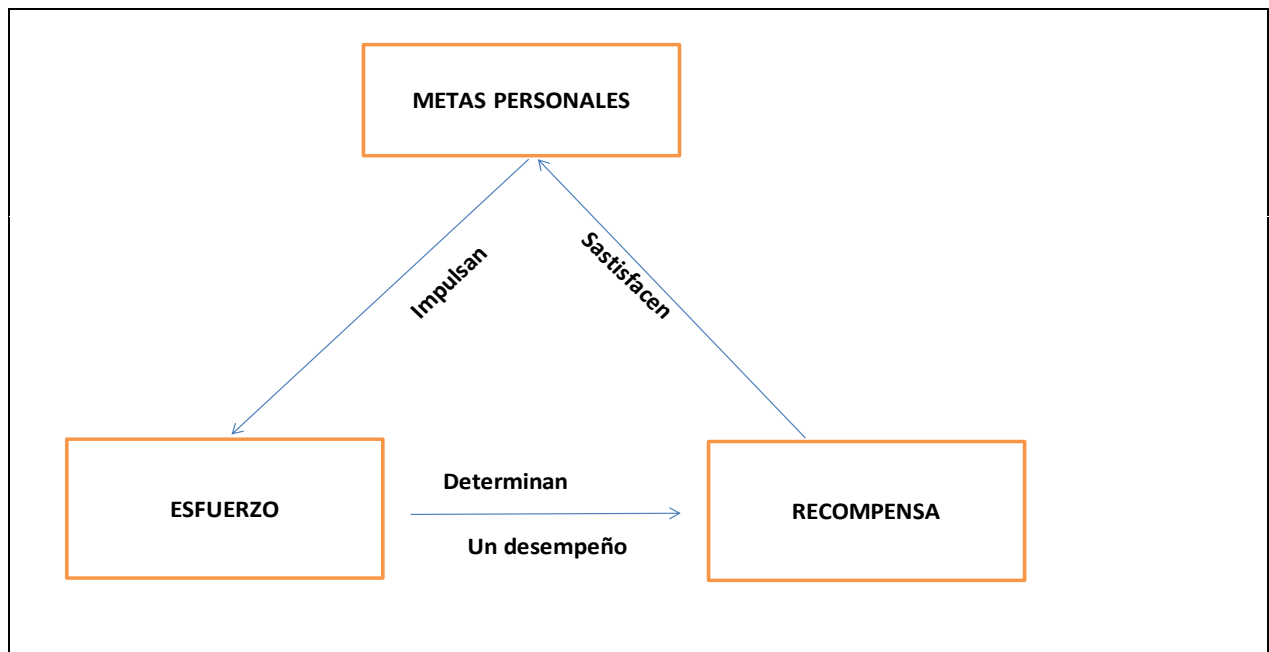 METAS PERSONALES
Impulsan
Sastisfacen
Determinan
ESFUERZO
RECOMPENSA
Un desempeño